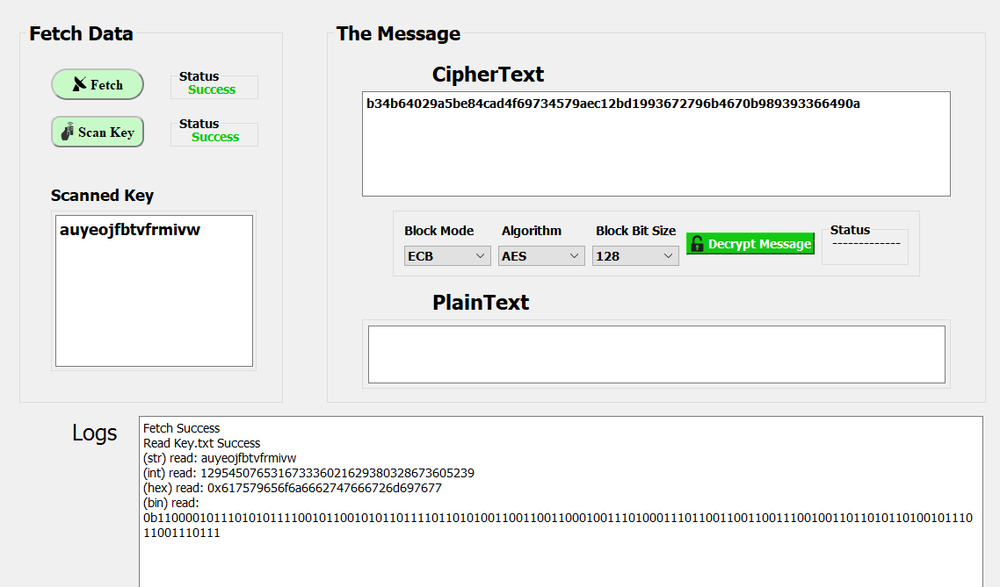 Fetch Data
Fetch
Status
Success
Scan Key
Status
Success
Scanned Key
auyeojfbtvfrmivw
The Message
CipherText
b34b64029a5be84cad4f69734579aec12bd1993672796b4670b989393366490a
Block Mode
Algorithm
Block Bit Size
ECB
AES
128
Decrypt Message
Status
-------------
PlainText
Logs
Fetch Success
Read Key.txt Success
(str) read: auyeojfbtvfrmivw
(int) read: 129545076531673336021629380328673605239
(hex) read: 0x617579656f6a6662747666726d697677
(bin) read:
0b11000010111010101111001011001010110111101101010011001100110001001110100011101100110011001110010011011010110100101110
11001110111